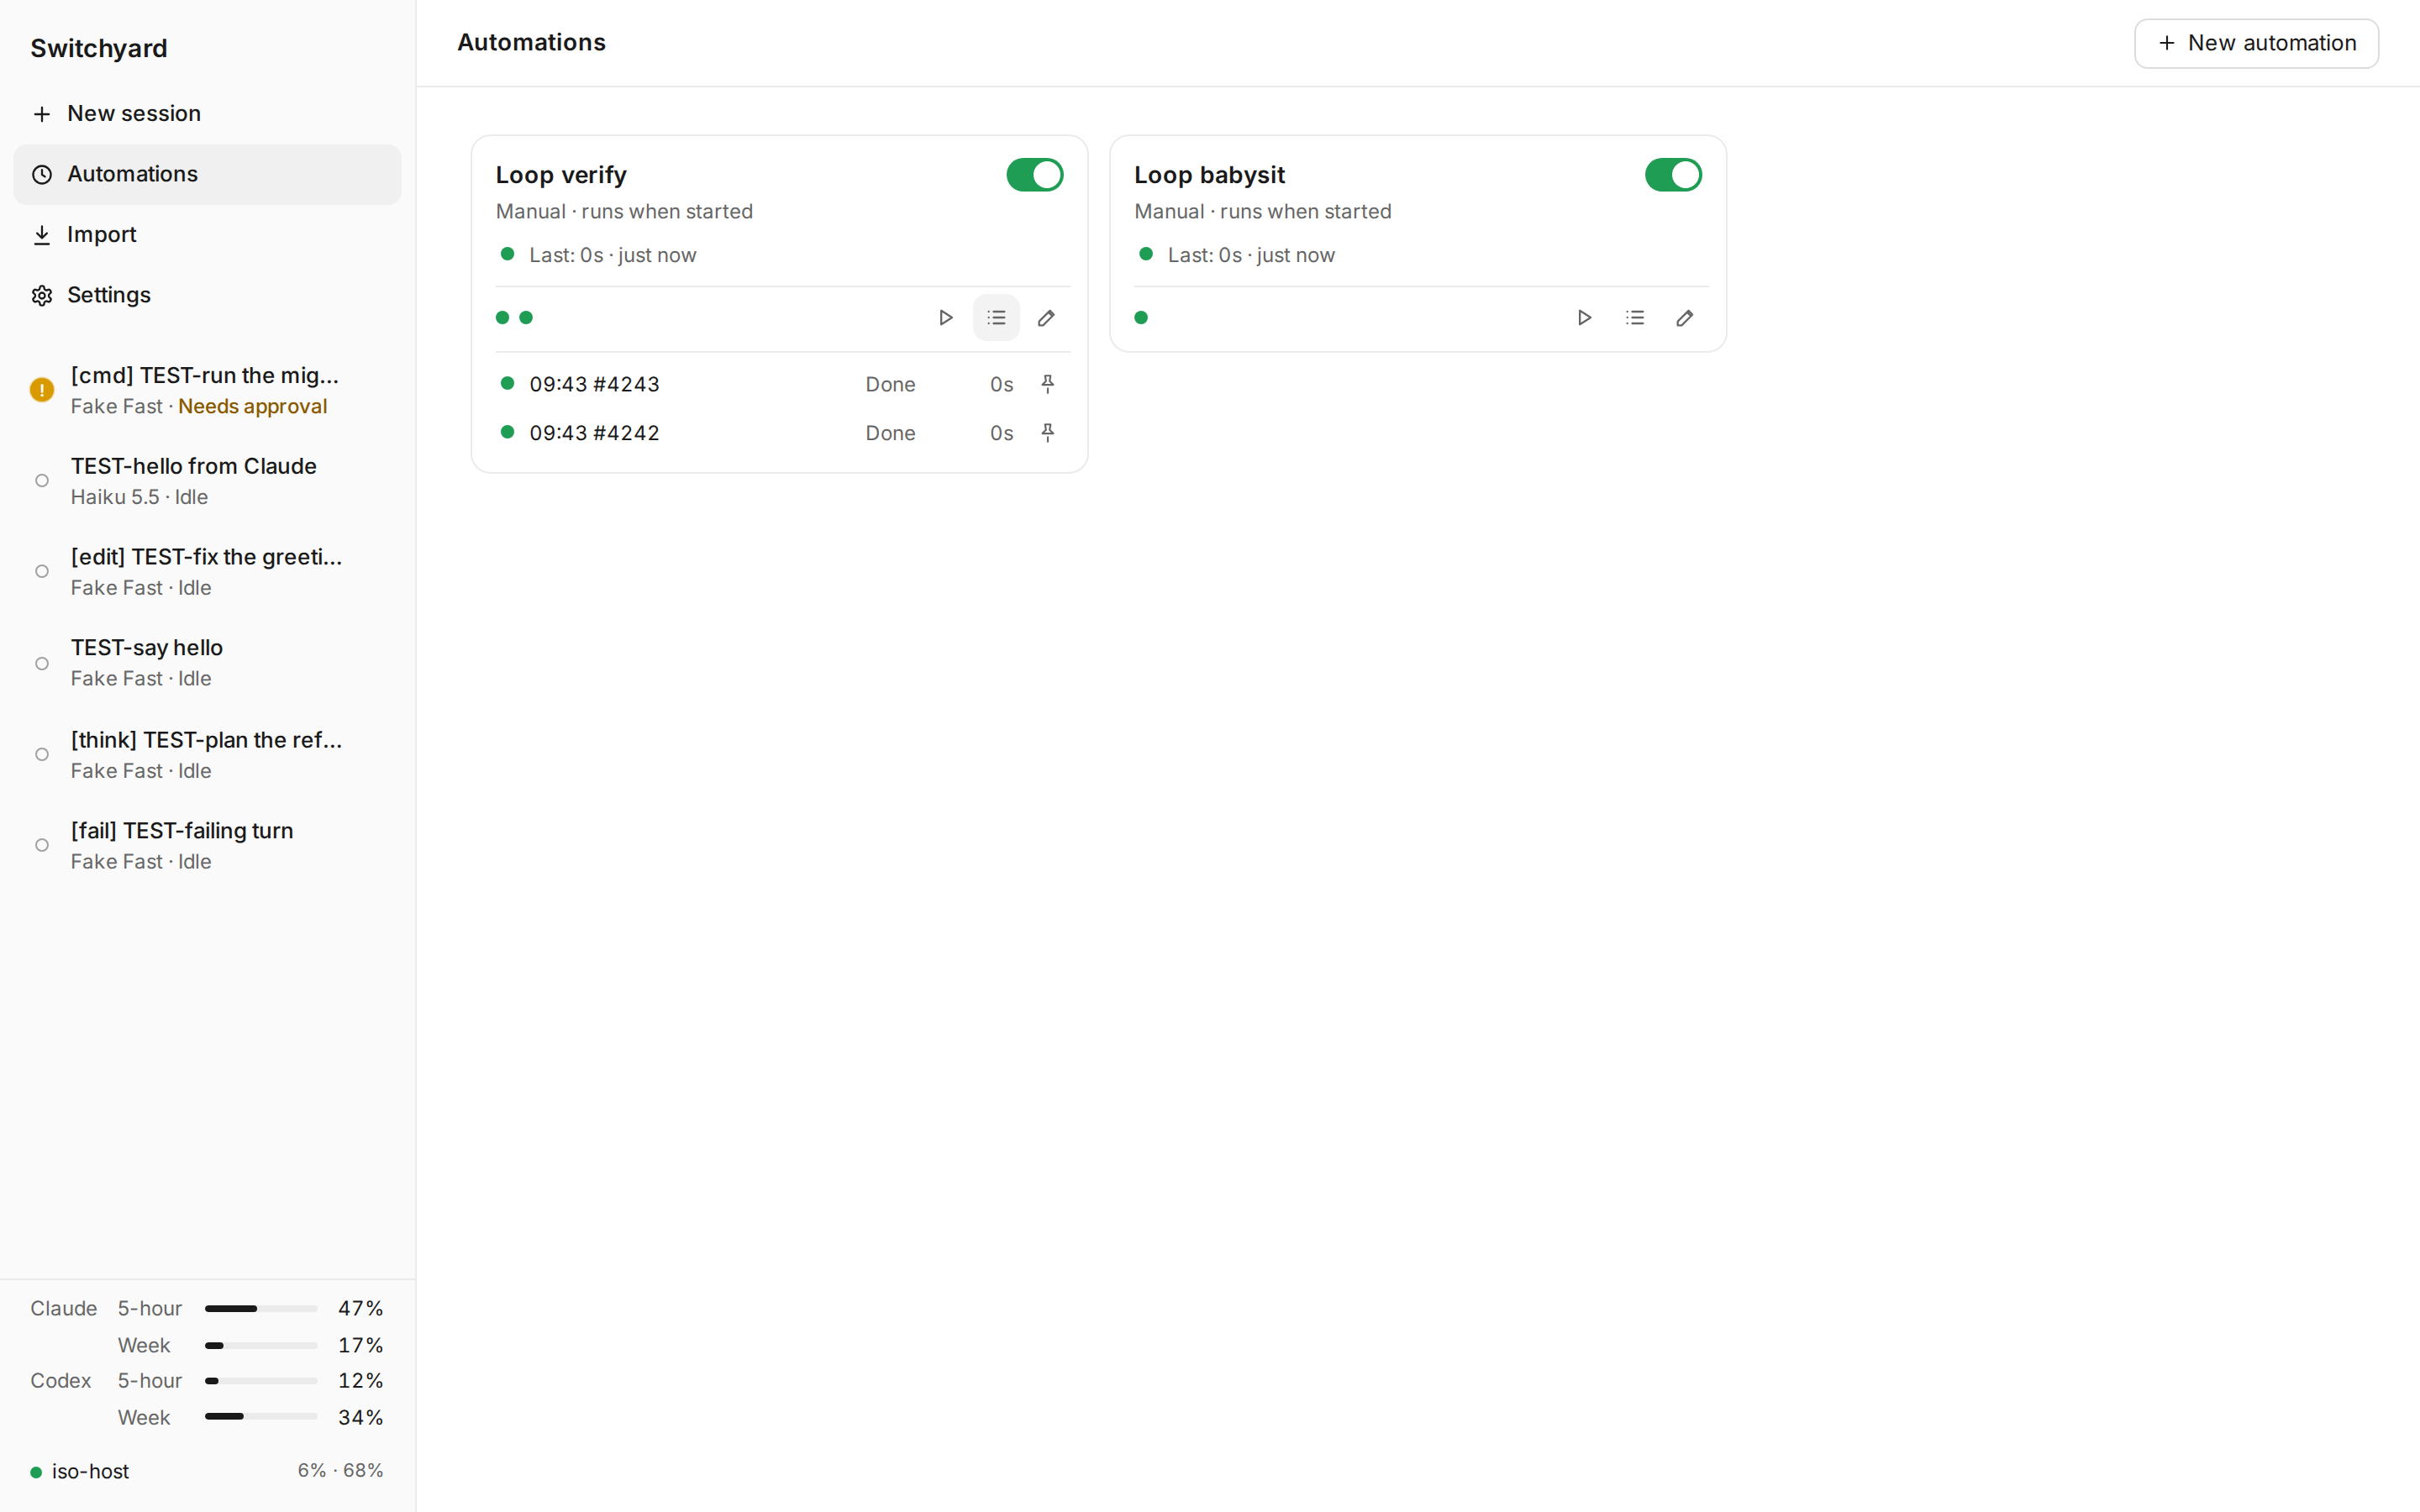 Switchyard
New session
Automations
Import
Settings
[cmd] TEST-run the mig...
Fake Fast · Needs approval
TEST-hello from Claude
Haiku 5.5 · Idle
[edit] TEST-fix the greeti...
Fake Fast · Idle
TEST-say hello
Fake Fast · Idle
[think] TEST-plan the ref...
Fake Fast · Idle
[fail] TEST-failing turn
Fake Fast · Idle
Claude 5-hour 47%
Week 17%
Codex 5-hour 12%
Week 34%
iso-host 6% · 68%
Automations
New automation
Loop verify
Manual · runs when started
Last: 0s · just now
09:43 #4243 Done 0s
09:43 #4242 Done 0s
Loop babysit
Manual · runs when started
Last: 0s · just now